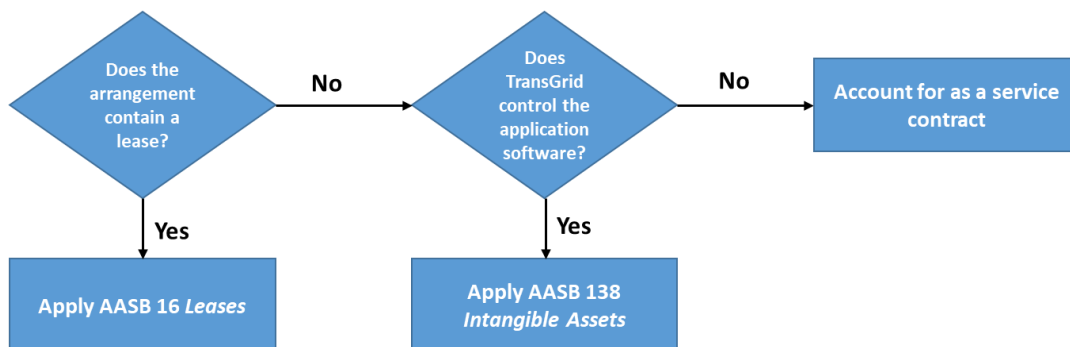 Does the
arrangement
contain a
lease?
No
Does
TransGrid
control the
application
software?
No
Account for as a service
contract
Yes
Yes
Apply AASB 16 Leases
Apply AASB 138
Intangible Assets